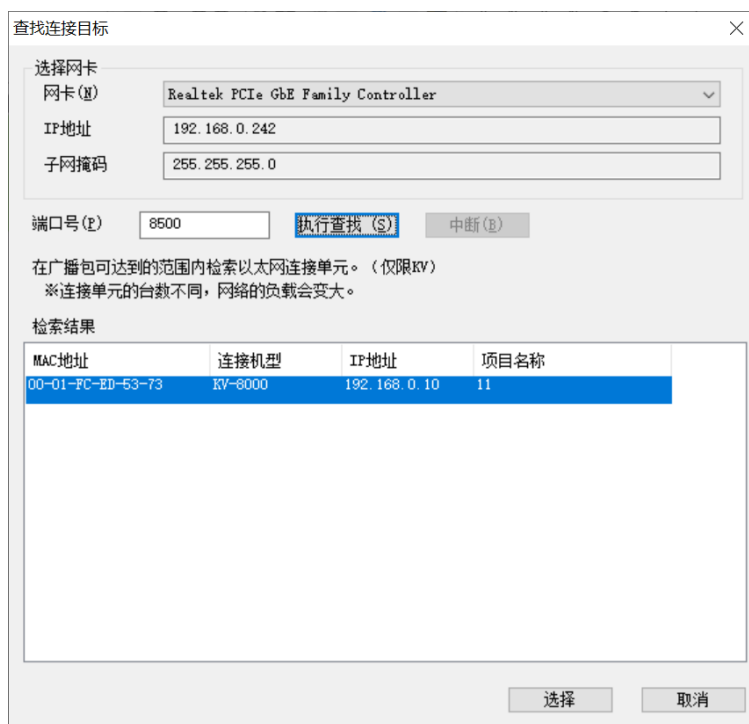 查找连接目标
选择网卡
网卡(N) Realtek PCIe GbE Family Controller
IP地址 192.168.0.242
子网掩码 255.255.255.0
端口号(P) 8500 执行查找 (S) 中断(B)
在广播包可达到的范围内检索以太网连接单元。（仅限KV）
※连接单元的台数不同，网络的负载会变大。
检索结果
MAC地址 连接机型 IP地址 项目名称
00-01-FC-ED-53-73 KV-8000 192.168.0.10 11
选择 取消